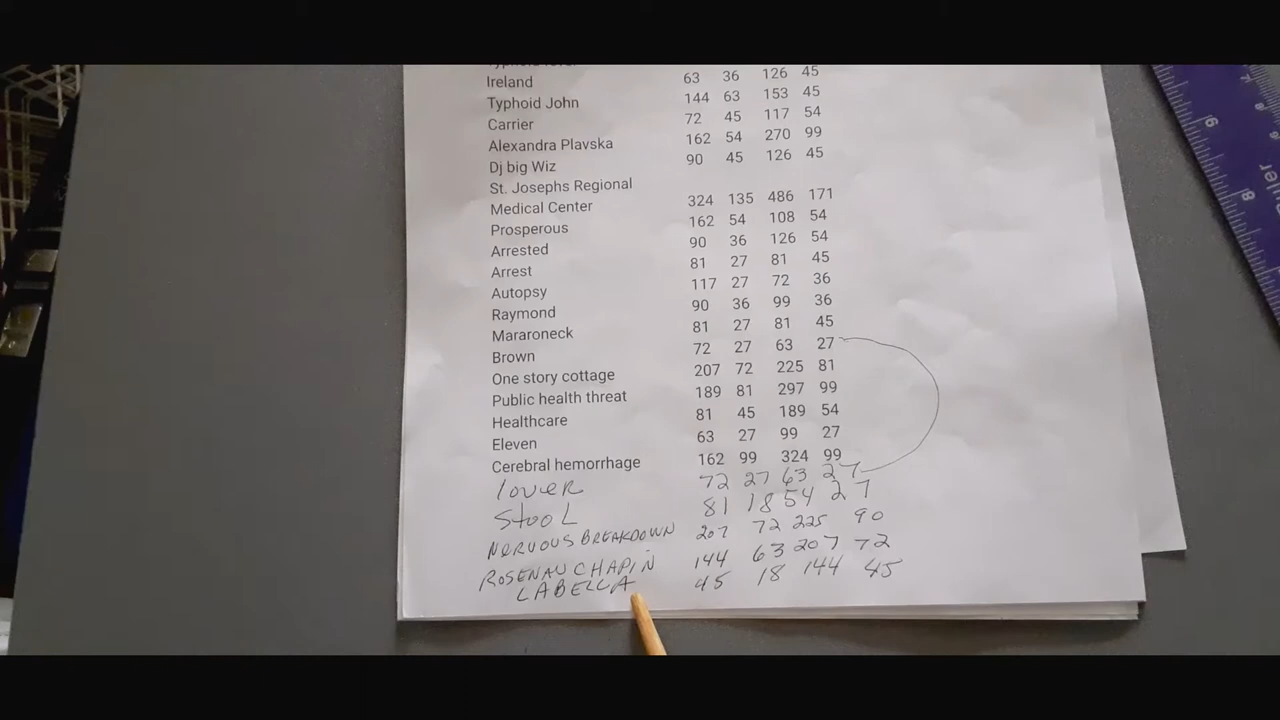 Ireland 63 36 126 45
Typhoid John 144 63 153 45
Carrier 72 45 117 54
Alexandra Plavska 162 54 270 99
Dj big Wiz 90 45 126 45
St. Josephs Regional
Medical Center 324 135 486 171
Prosperous 162 54 108 54
Arrested 90 36 126 54
Arrest 81 27 81 45
Autopsy 117 27 72 36
Raymond 90 36 99 36
Mararoneck 81 27 81 45
Brown 72 27 63 27
One story cottage 207 72 225 81
Public health threat 189 81 297 99
Healthcare 81 45 189 54
Eleven 63 27 99 27
Cerebral hemorrhage 162 99 324 99
lover 72 27 63 27
Stool 81 18 54 27
NERVOUS BREAKDOWN 207 72 225 90
ROSENAU CHAPIN 144 63 207 72
LABELLA 45 18 144 45
9
8